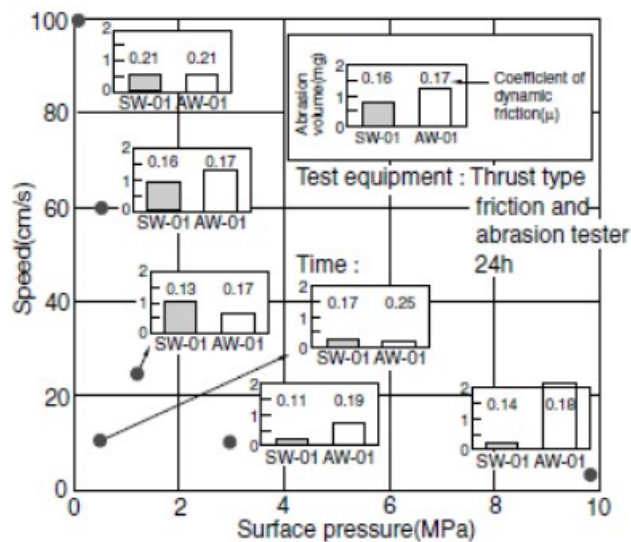 100
80
60
40
20
0
Speed(cm/s)
0 2 4 6 8 10
Surface pressure(MPa)
2
1
0
0.21 0.21
SW-01 AW-01
Abrasion
volume(mg)
2
1
0
0.16 0.17
SW-01 AW-01
Coefficient of
dynamic
friction(μ)
2
1
0
0.16 0.17
SW-01 AW-01
Test equipment : Thrust type
friction and
abrasion tester
Time : 24h
2
1
0
0.13 0.17
SW-01 AW-01
2
1
0
0.17 0.25
SW-01 AW-01
2
1
0
0.11 0.19
SW-01 AW-01
2
1
0
0.14 0.18
SW-01 AW-01